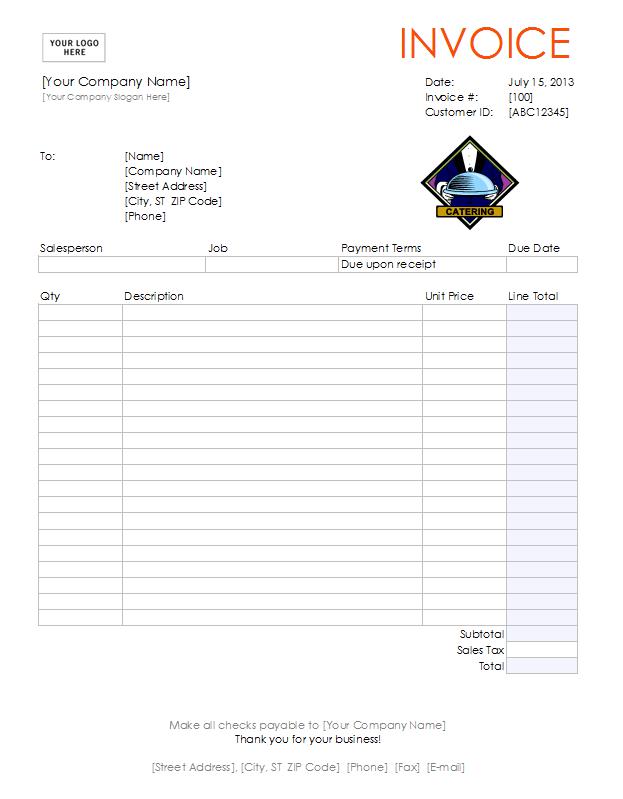 YOUR LOGO
HERE
INVOICE
[Your Company Name]
[Your Company Slogan Here]
Date: July 15, 2013
Invoice #: [100]
Customer ID: [ABC12345]
To: [Name]
[Company Name]
[Street Address]
[City, ST ZIP Code]
[Phone]
CATERING
Salesperson Job Payment Terms Due Date
Due upon receipt
Qty Description Unit Price Line Total
Subtotal
Sales Tax
Total
Make all checks payable to [Your Company Name]
Thank you for your business!
[Street Address], [City, ST ZIP Code] [Phone] [Fax] [E-mail]